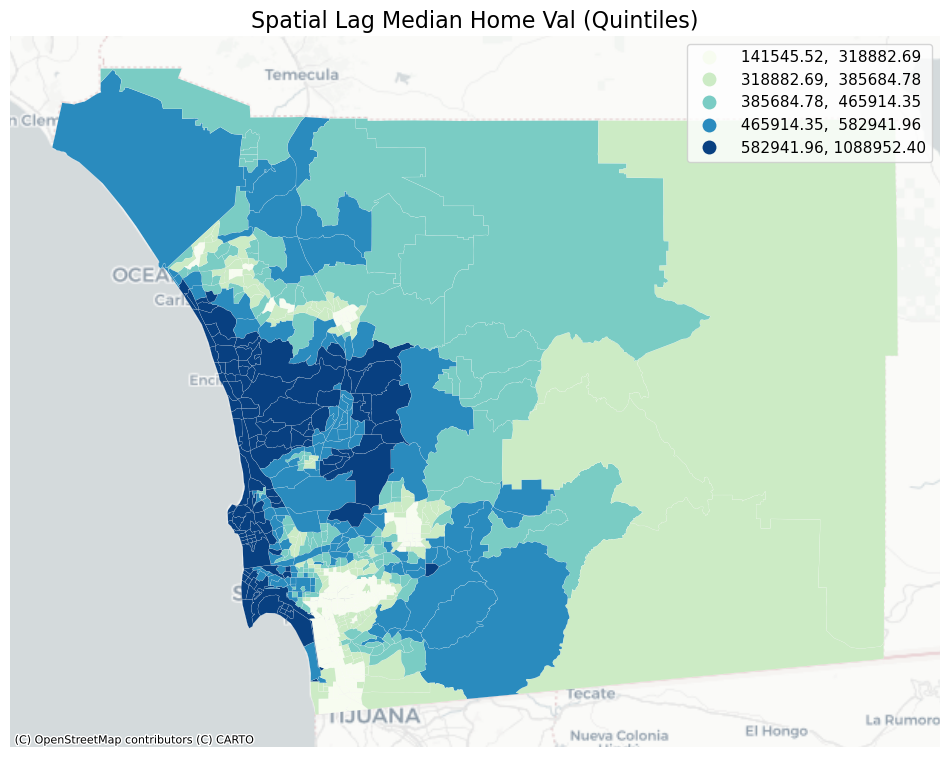 Spatial Lag Median Home Val (Quintiles)
141545.52, 318882.69
318882.69, 385684.78
385684.78, 465914.35
465914.35, 582941.96
582941.96, 1088952.40
Temecula
n Clem
OCEA
Carls
Encin
S
TIJUANA
Tecate
Nueva Colonia
El Hongo
La Rumoro
(C) OpenStreetMap contributors (C) CARTO